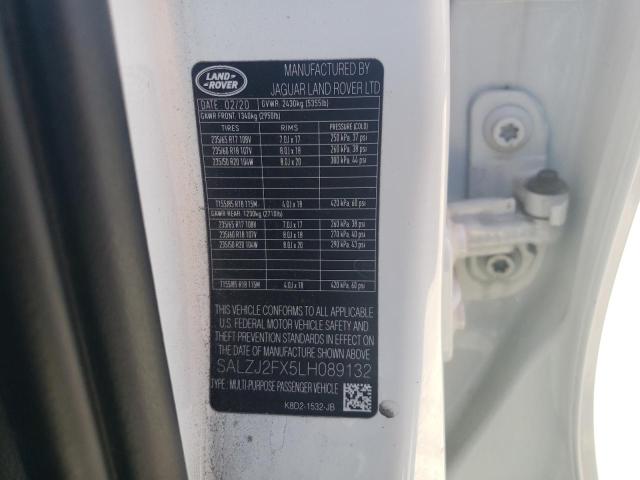 LAND
ROVER
MANUFACTURED BY
JAGUAR LAND ROVER LTD
DATE 02/20 GVWR 2430kg (5355lb)
GAWR FRONT: 1340kg (2950lb)
TIRES RIMS PRESSURE (COLD)
235/65 R17 108V 7.0J x 17 250 kPa, 37 psi
235/60 R18 107V 8.0J x 18 260 kPa, 38 psi
235/50 R20 104W 8.0J x 20 300 kPa, 44 psi
T155/85 R18 115M 4.0J x 18 420 kPa, 60 psi
GAWR REAR: 1230kg (2710lb)
235/65 R17 108V 7.0J x 17 260 kPa, 38 psi
235/60 R18 107V 8.0J x 18 270 kPa, 40 psi
235/50 R20 104W 8.0J x 20 290 kPa, 43 psi
T155/85 R18 115M 4.0J x 18 420 kPa, 60 psi
THIS VEHICLE CONFORMS TO ALL APPLICABLE
U.S. FEDERAL MOTOR VEHICLE SAFETY AND
THEFT PREVENTION STANDARDS IN EFFECT ON
THE DATE OF MANUFACTURE SHOWN ABOVE
SALZJ2FX5LH089132
TYPE: MULTI-PURPOSE PASSENGER VEHICLE
K8D2-1532-JB